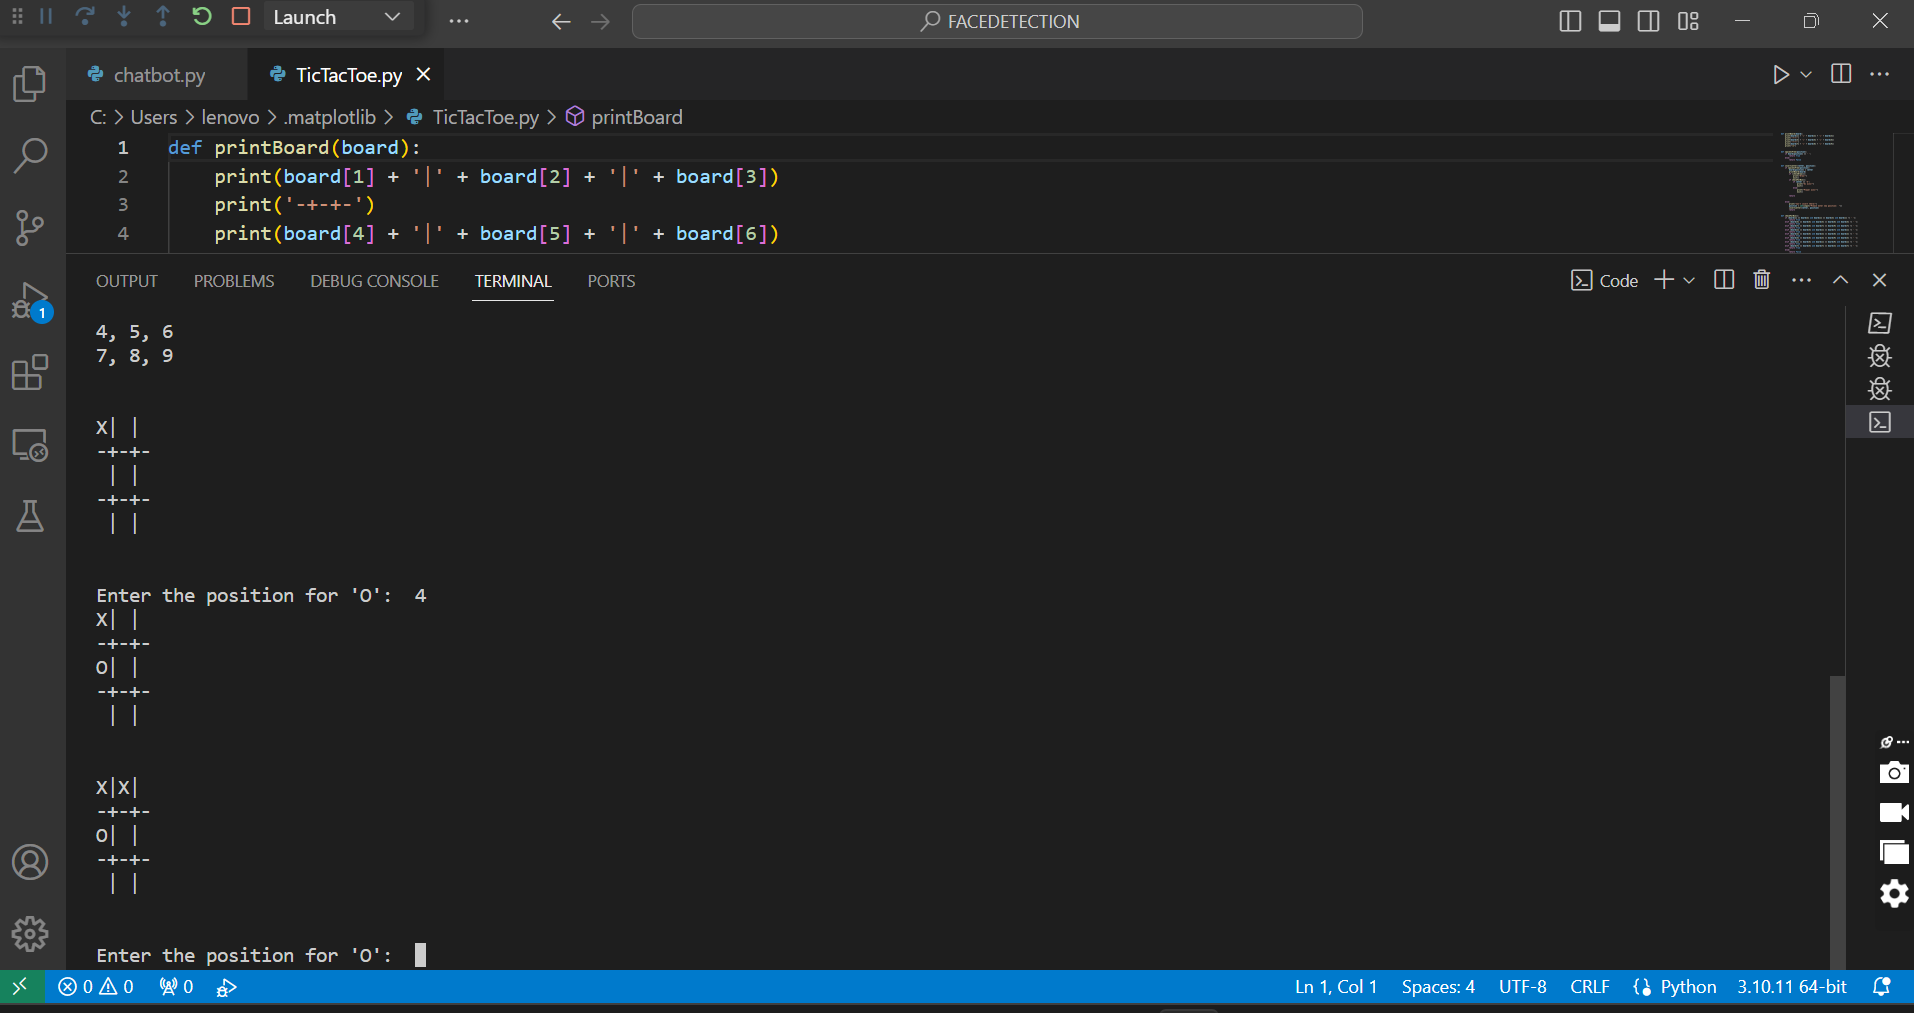 Launch
FACEDETECTION
chatbot.py
TicTacToe.py
C: > Users > lenovo > .matplotlib > TicTacToe.py > printBoard
1 def printBoard(board):
2 print(board[1] + '|' + board[2] + '|' + board[3])
3 print('-+-+-')
4 print(board[4] + '|' + board[5] + '|' + board[6])
OUTPUT PROBLEMS DEBUG CONSOLE TERMINAL PORTS
Code
1
4, 5, 6
7, 8, 9
X| |
-+-+-
 | |
-+-+-
 | |
Enter the position for 'O':  4
X| |
-+-+-
O| |
-+-+-
 | |
X|X|
-+-+-
O| |
-+-+-
 | |
Enter the position for 'O':
0 0 0 Ln 1, Col 1 Spaces: 4 UTF-8 CRLF Python 3.10.11 64-bit